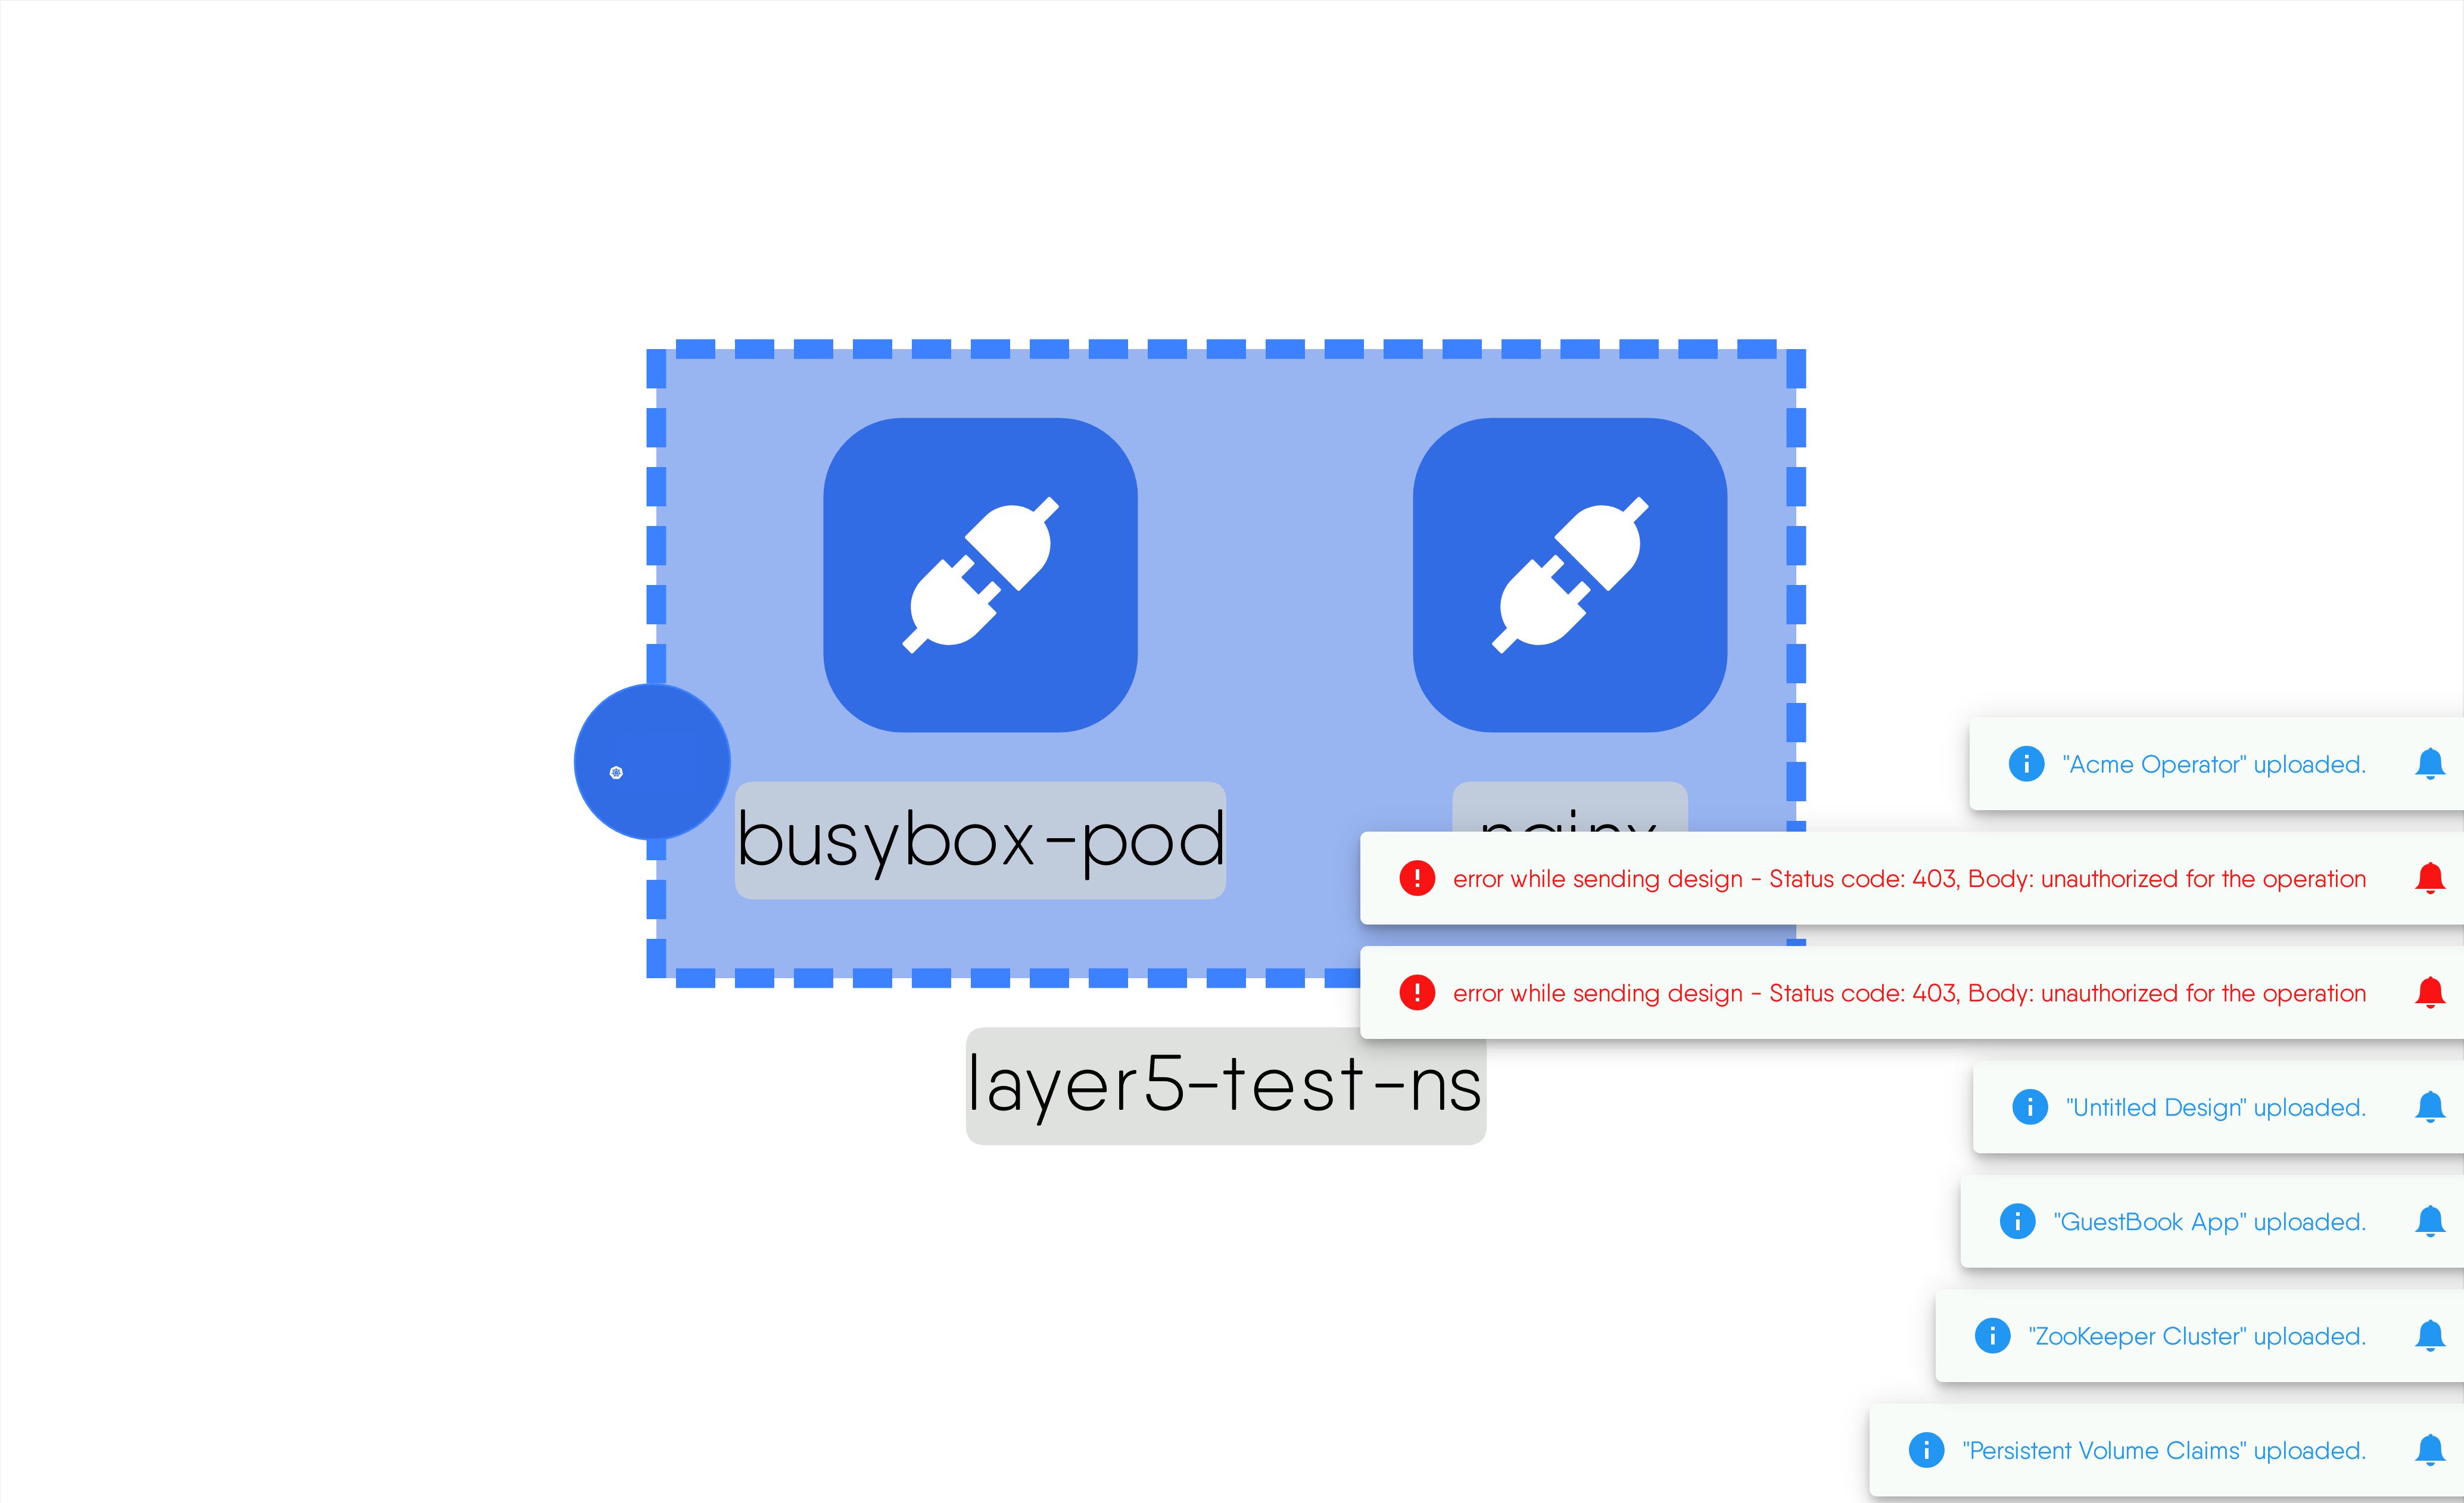 busybox-pod
"Acme Operator" uploaded.
error while sending design - Status code: 403, Body: unauthorized for the operation
error while sending design - Status code: 403, Body: unauthorized for the operation
layer5-test-ns
"Untitled Design" uploaded.
"GuestBook App" uploaded.
"ZooKeeper Cluster" uploaded.
"Persistent Volume Claims" uploaded.